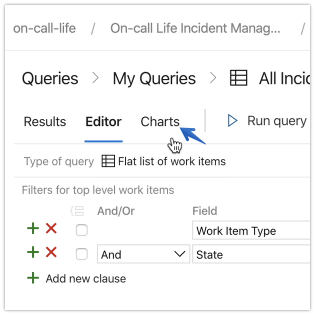 on-call-life / On-call Life Incident Manag... /
Queries > My Queries > All Inci
Results Editor Charts Run query
Type of query Flat list of work items
Filters for top level work items
And/Or Field
Work Item Type
And State
Add new clause